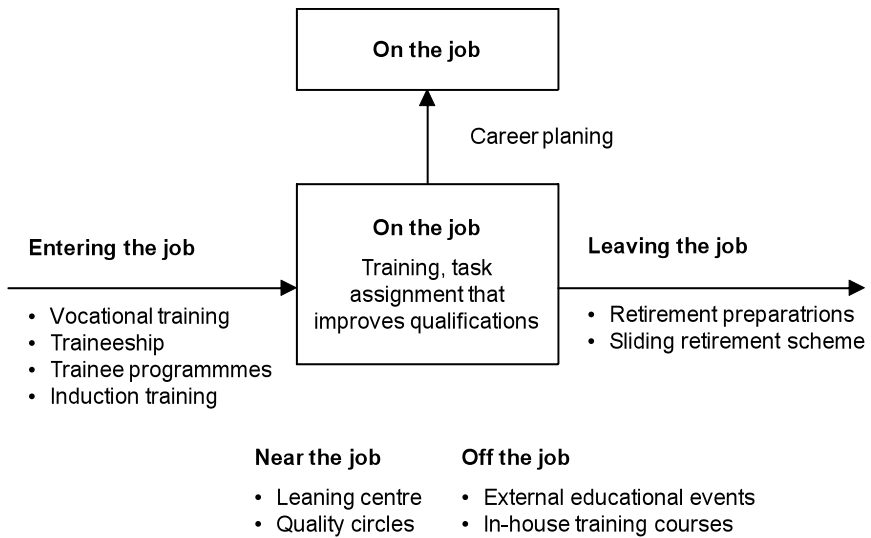 On the job
Career planing
On the job
Training, task
assignment that
improves qualifications
Entering the job
• Vocational training
• Traineeship
• Trainee programmmes
• Induction training
Leaving the job
• Retirement preparatrions
• Sliding retirement scheme
Near the job
• Leaning centre
• Quality circles
Off the job
• External educational events
• In-house training courses